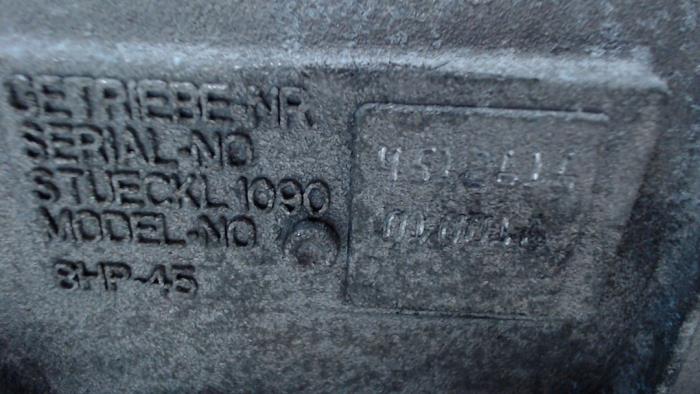 GETRIEBE-NR
SERIAL-NO
STUECKL 1090
MODEL-NO
8HP-45